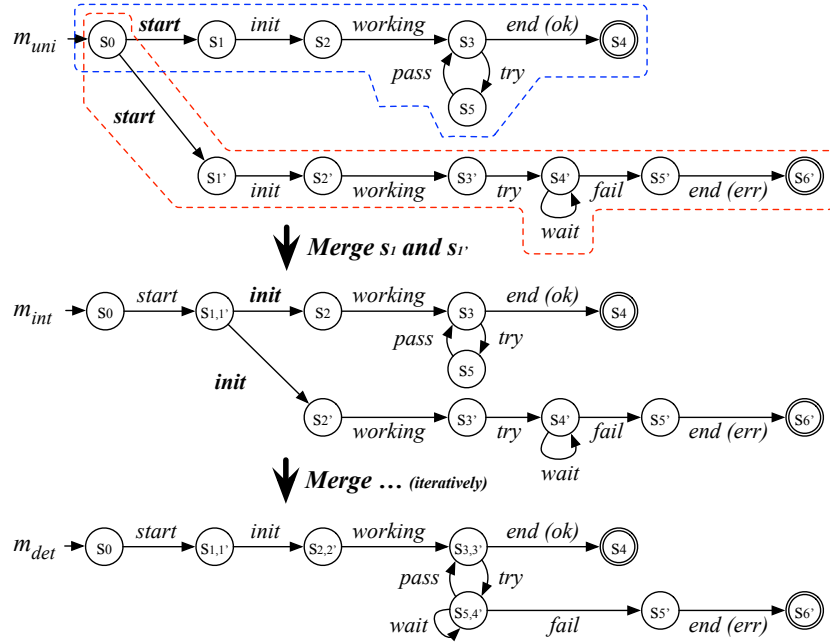 start init working end (ok)
m_uni s0 s1 s2 s3 s4
pass try
s5
start
s1' s2' s3' s4' s5' s6'
init working try fail end (err)
wait
Merge s1 and s1'
start init working end (ok)
m_int s0 s1,1' s2 s3 s4
pass try
s5
init
s2' s3' s4' s5' s6'
working try fail end (err)
wait
Merge … (iteratively)
start init working end (ok)
m_det s0 s1,1' s2,2' s3,3' s4
pass try
wait s5,4' fail s5' end (err) s6'